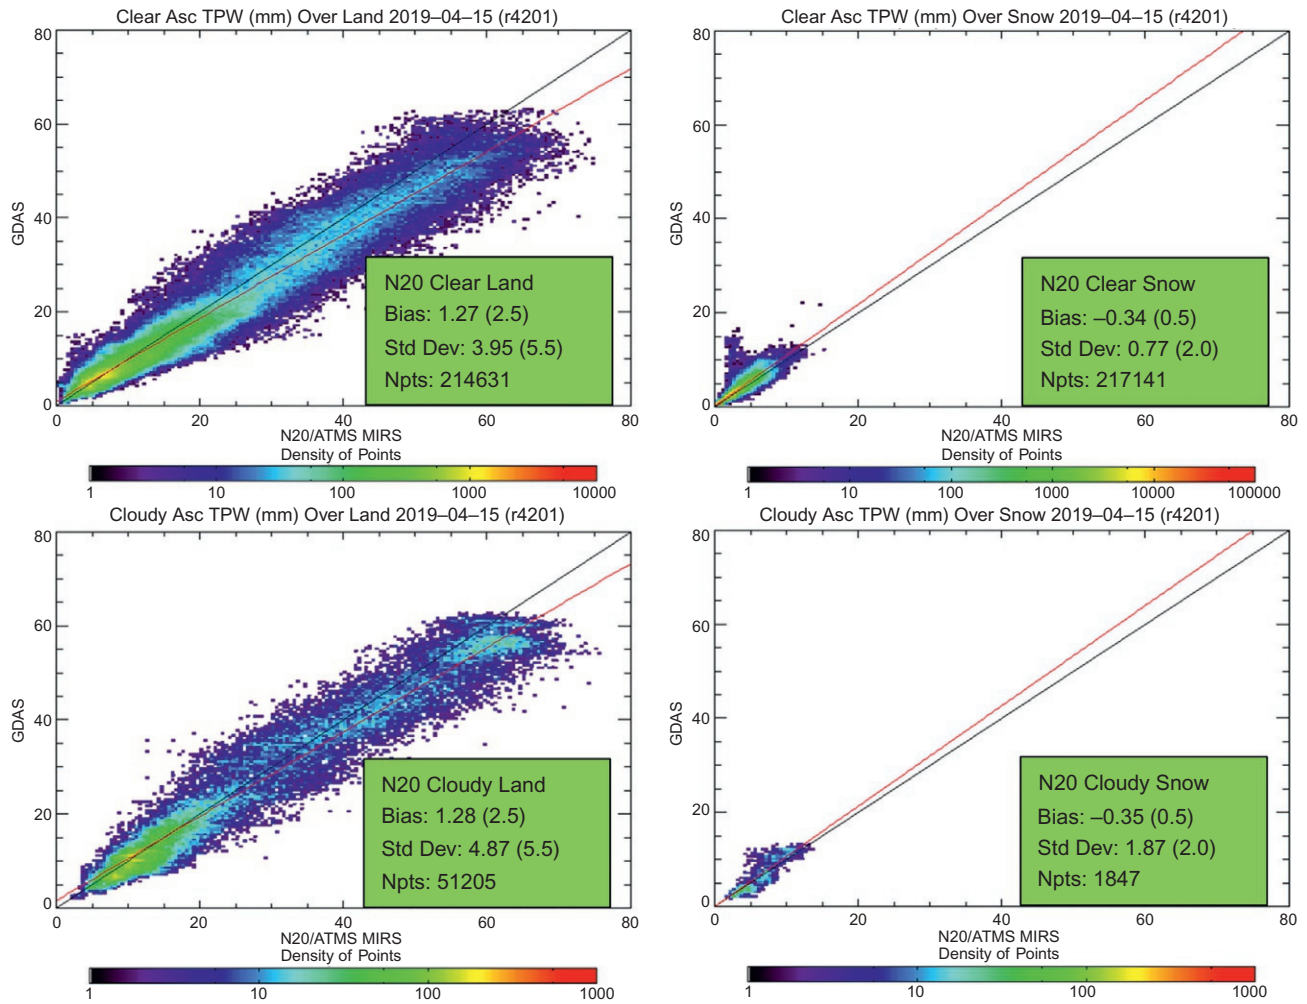 Clear Asc TPW (mm) Over Land 2019–04–15 (r4201)
80
60
40
20
0
GDAS
N20 Clear Land
Bias: 1.27 (2.5)
Std Dev: 3.95 (5.5)
Npts: 214631
0 20 40 60 80
N20/ATMS MIRS
Density of Points
1 10 100 1000 10000
Clear Asc TPW (mm) Over Snow 2019–04–15 (r4201)
80
60
40
20
0
GDAS
N20 Clear Snow
Bias: –0.34 (0.5)
Std Dev: 0.77 (2.0)
Npts: 217141
0 20 40 60 80
N20/ATMS MIRS
Density of Points
1 10 100 1000 10000 100000
Cloudy Asc TPW (mm) Over Land 2019–04–15 (r4201)
80
60
40
20
0
GDAS
N20 Cloudy Land
Bias: 1.28 (2.5)
Std Dev: 4.87 (5.5)
Npts: 51205
0 20 40 60 80
N20/ATMS MIRS
Density of Points
1 10 100 1000
Cloudy Asc TPW (mm) Over Snow 2019–04–15 (r4201)
80
60
40
20
0
GDAS
N20 Cloudy Snow
Bias: –0.35 (0.5)
Std Dev: 1.87 (2.0)
Npts: 1847
0 20 40 60 80
N20/ATMS MIRS
Density of Points
1 10 100 1000